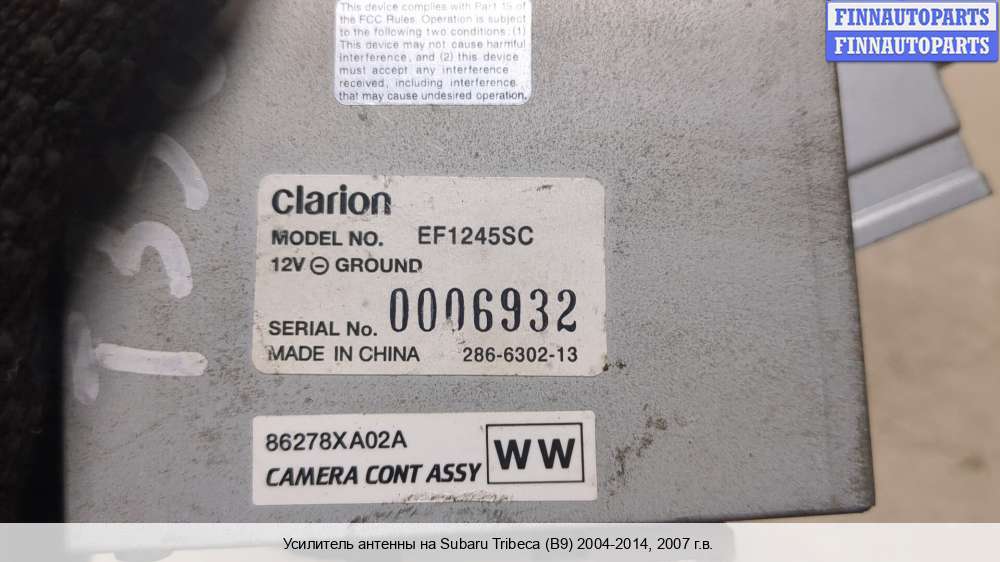 This device complies with Part 15 of
the FCC Rules. Operation is subject
to the following two conditions: (1)
This device may not cause harmful
interference, and (2) this device
must accept any interference
received, including interference
that may cause undesired operation.
FINNAUTOPARTS
FINNAUTOPARTS
clarion
MODEL NO. EF1245SC
12V ⊖ GROUND
SERIAL No. 0006932
MADE IN CHINA 286-6302-13
86278XA02A
CAMERA CONT ASSY WW
Усилитель антенны на Subaru Tribeca (B9) 2004-2014, 2007 г.в.